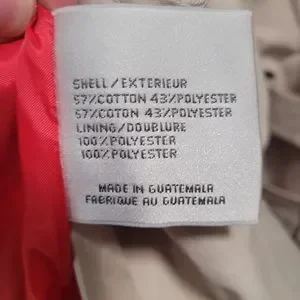 SHELL/EXTERIEUR
57%COTTON 43%POLYESTER
57%COTON 43%POLYESTER
LINING/DOUBLURE
100%POLYESTER
100%POLYESTER
MADE IN GUATEMALA
FABRIQUE AU GUATEMALA